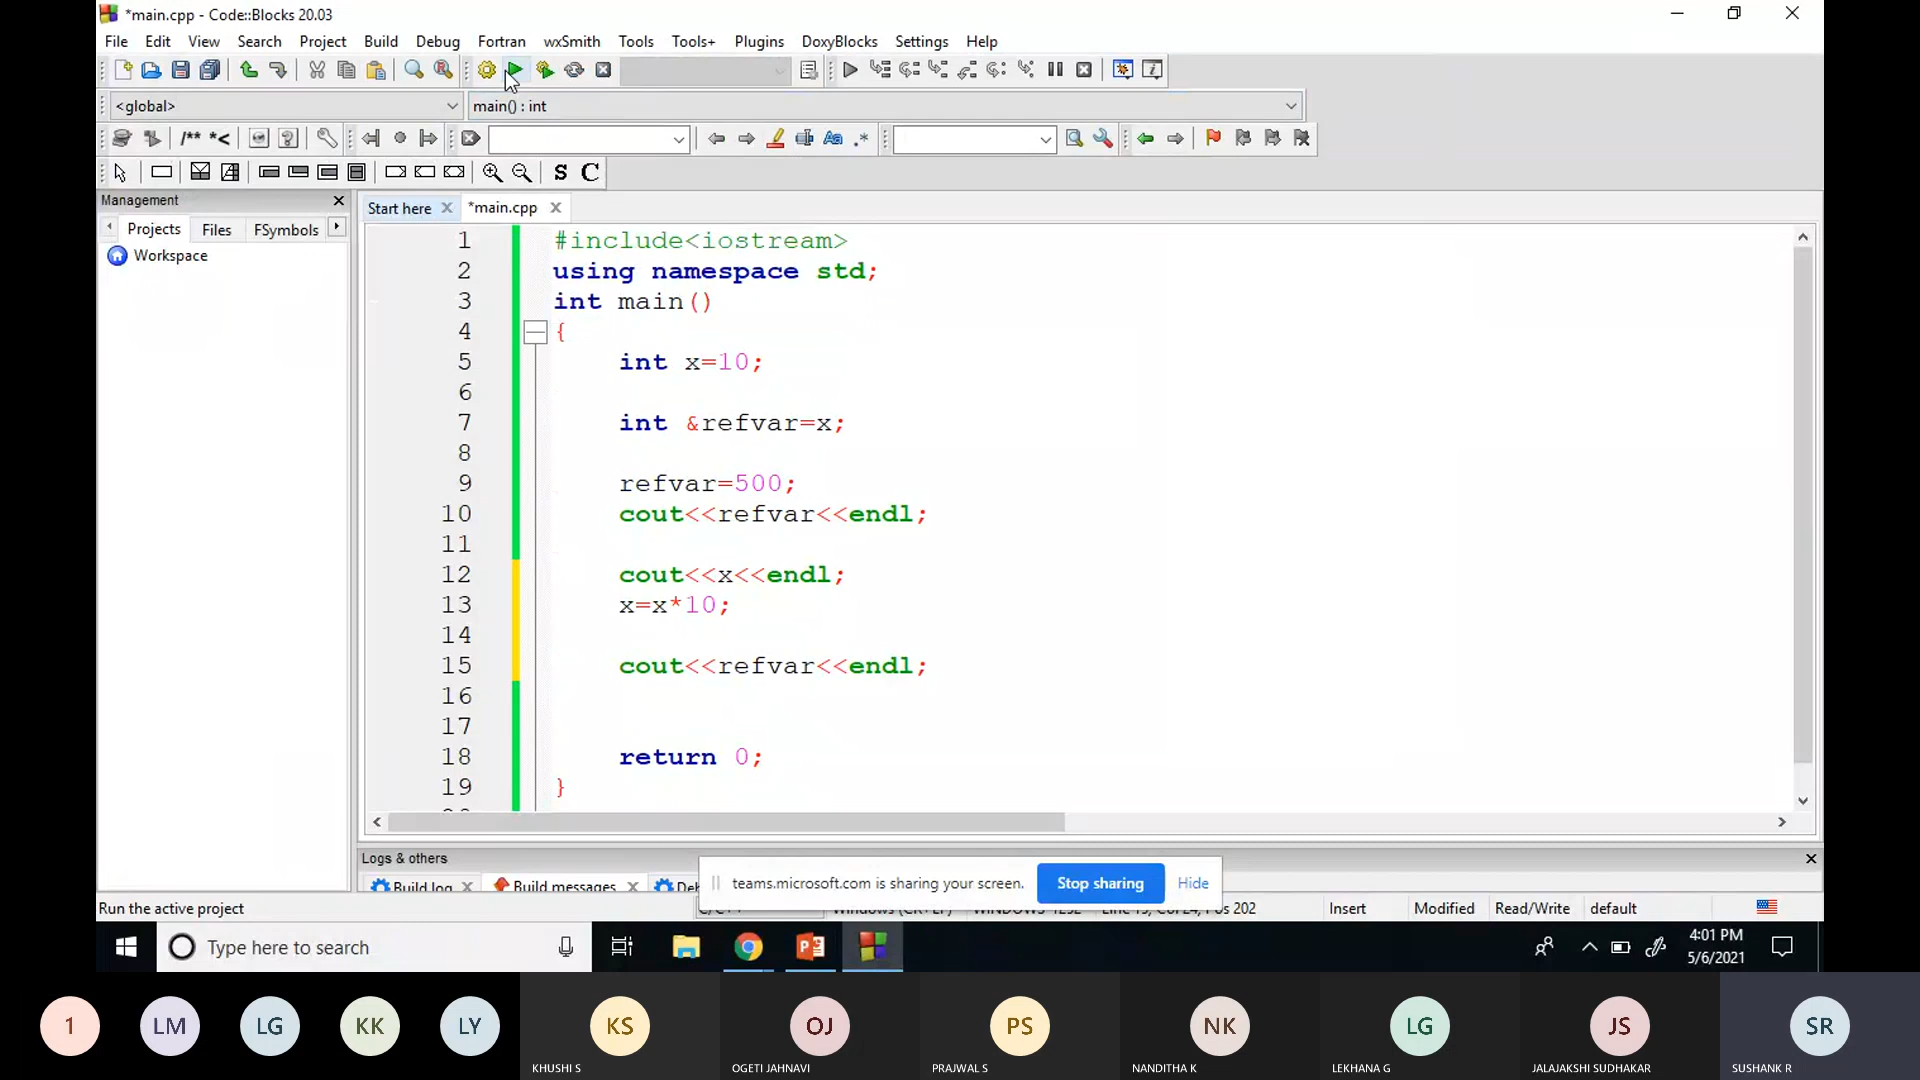 *main.cpp - Code::Blocks 20.03
File Edit View Search Project Build Debug Fortran wxSmith Tools Tools+ Plugins DoxyBlocks Settings Help
<global> main() : int
/** *< Aa .*
S C
Management
Projects Files FSymbols
Workspace
Start here *main.cpp
1 #include<iostream>
2 using namespace std;
3 int main()
4 {
5 int x=10;
6
7 int &refvar=x;
8
9 refvar=500;
10 cout<<refvar<<endl;
11
12 cout<<x<<endl;
13 x=x*10;
14
15 cout<<refvar<<endl;
16
17
18 return 0;
19 }
Logs & others
Build log Build messages
teams.microsoft.com is sharing your screen. Stop sharing Hide
Run the active project Insert Modified Read/Write default
Type here to search
4:01 PM
5/6/2021
1 LM LG KK LY KS OJ PS NK LG JS SR
KHUSHI S OGETI JAHNAVI PRAJWAL S NANDITHA K LEKHANA G JALAJAKSHI SUDHAKAR SUSHANK R